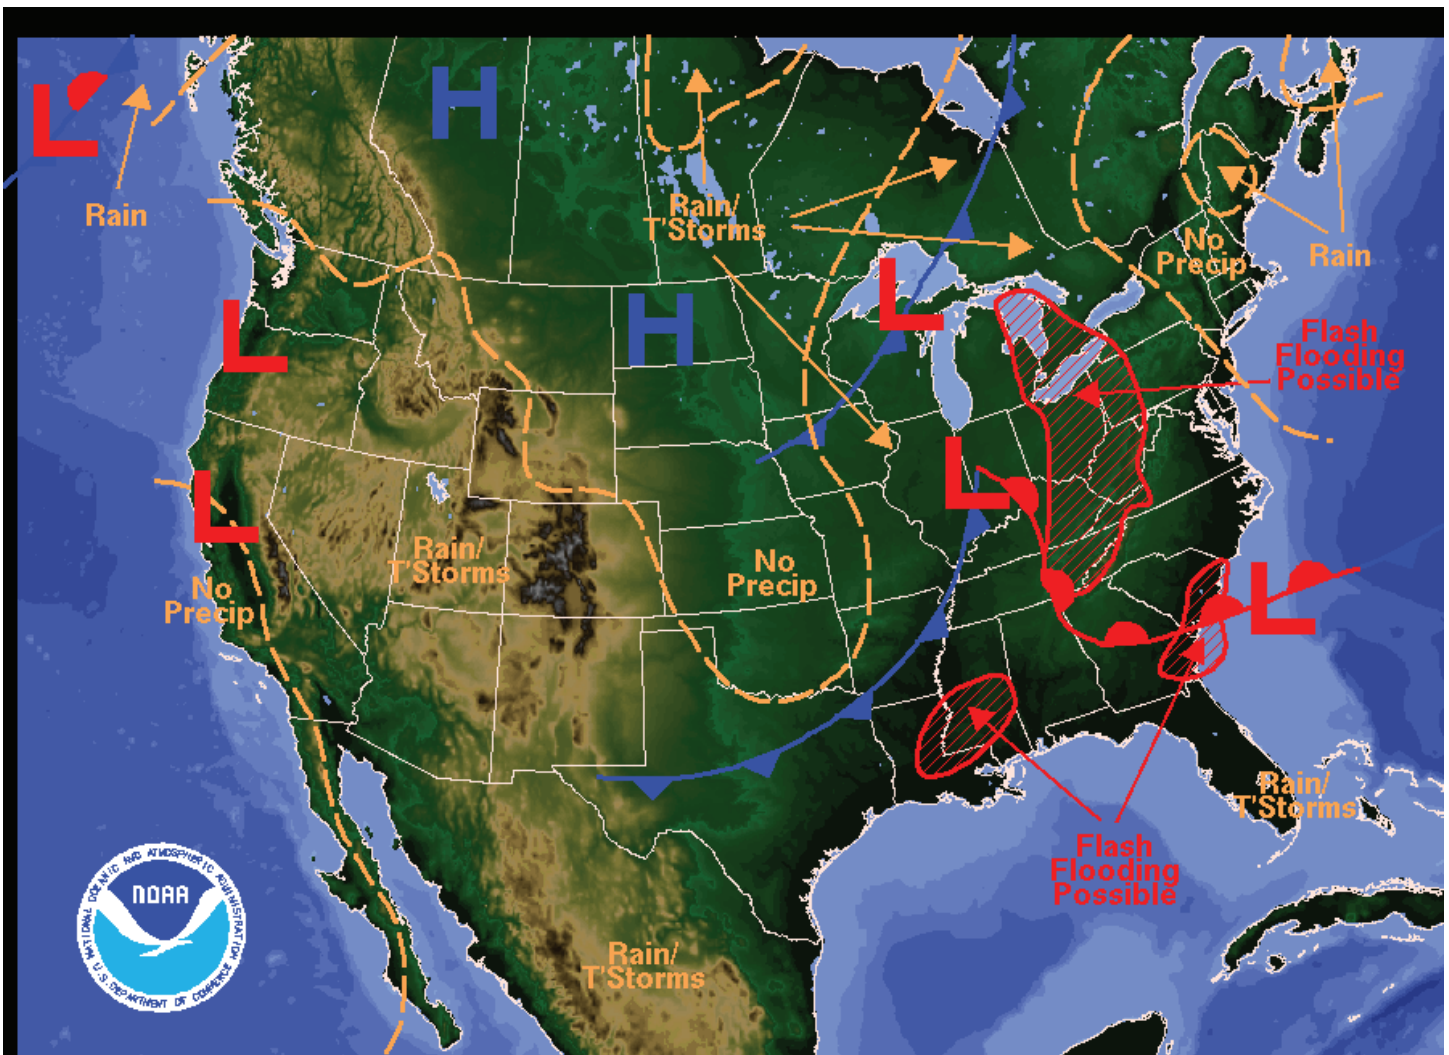 H
L
Rain
Rain/
T'Storms
No
Precip
Rain
L
L
H
Flash
Flooding
Possible
L
L
Rain/
T'Storms
No
Precip
No
Precip
L
L
Rain/
T'Storms
Flash
Flooding
Possible
Rain/
T'Storms
NATIONAL OCEANIC AND ATMOSPHERIC ADMINISTRATION
NOAA
U.S. DEPARTMENT OF COMMERCE